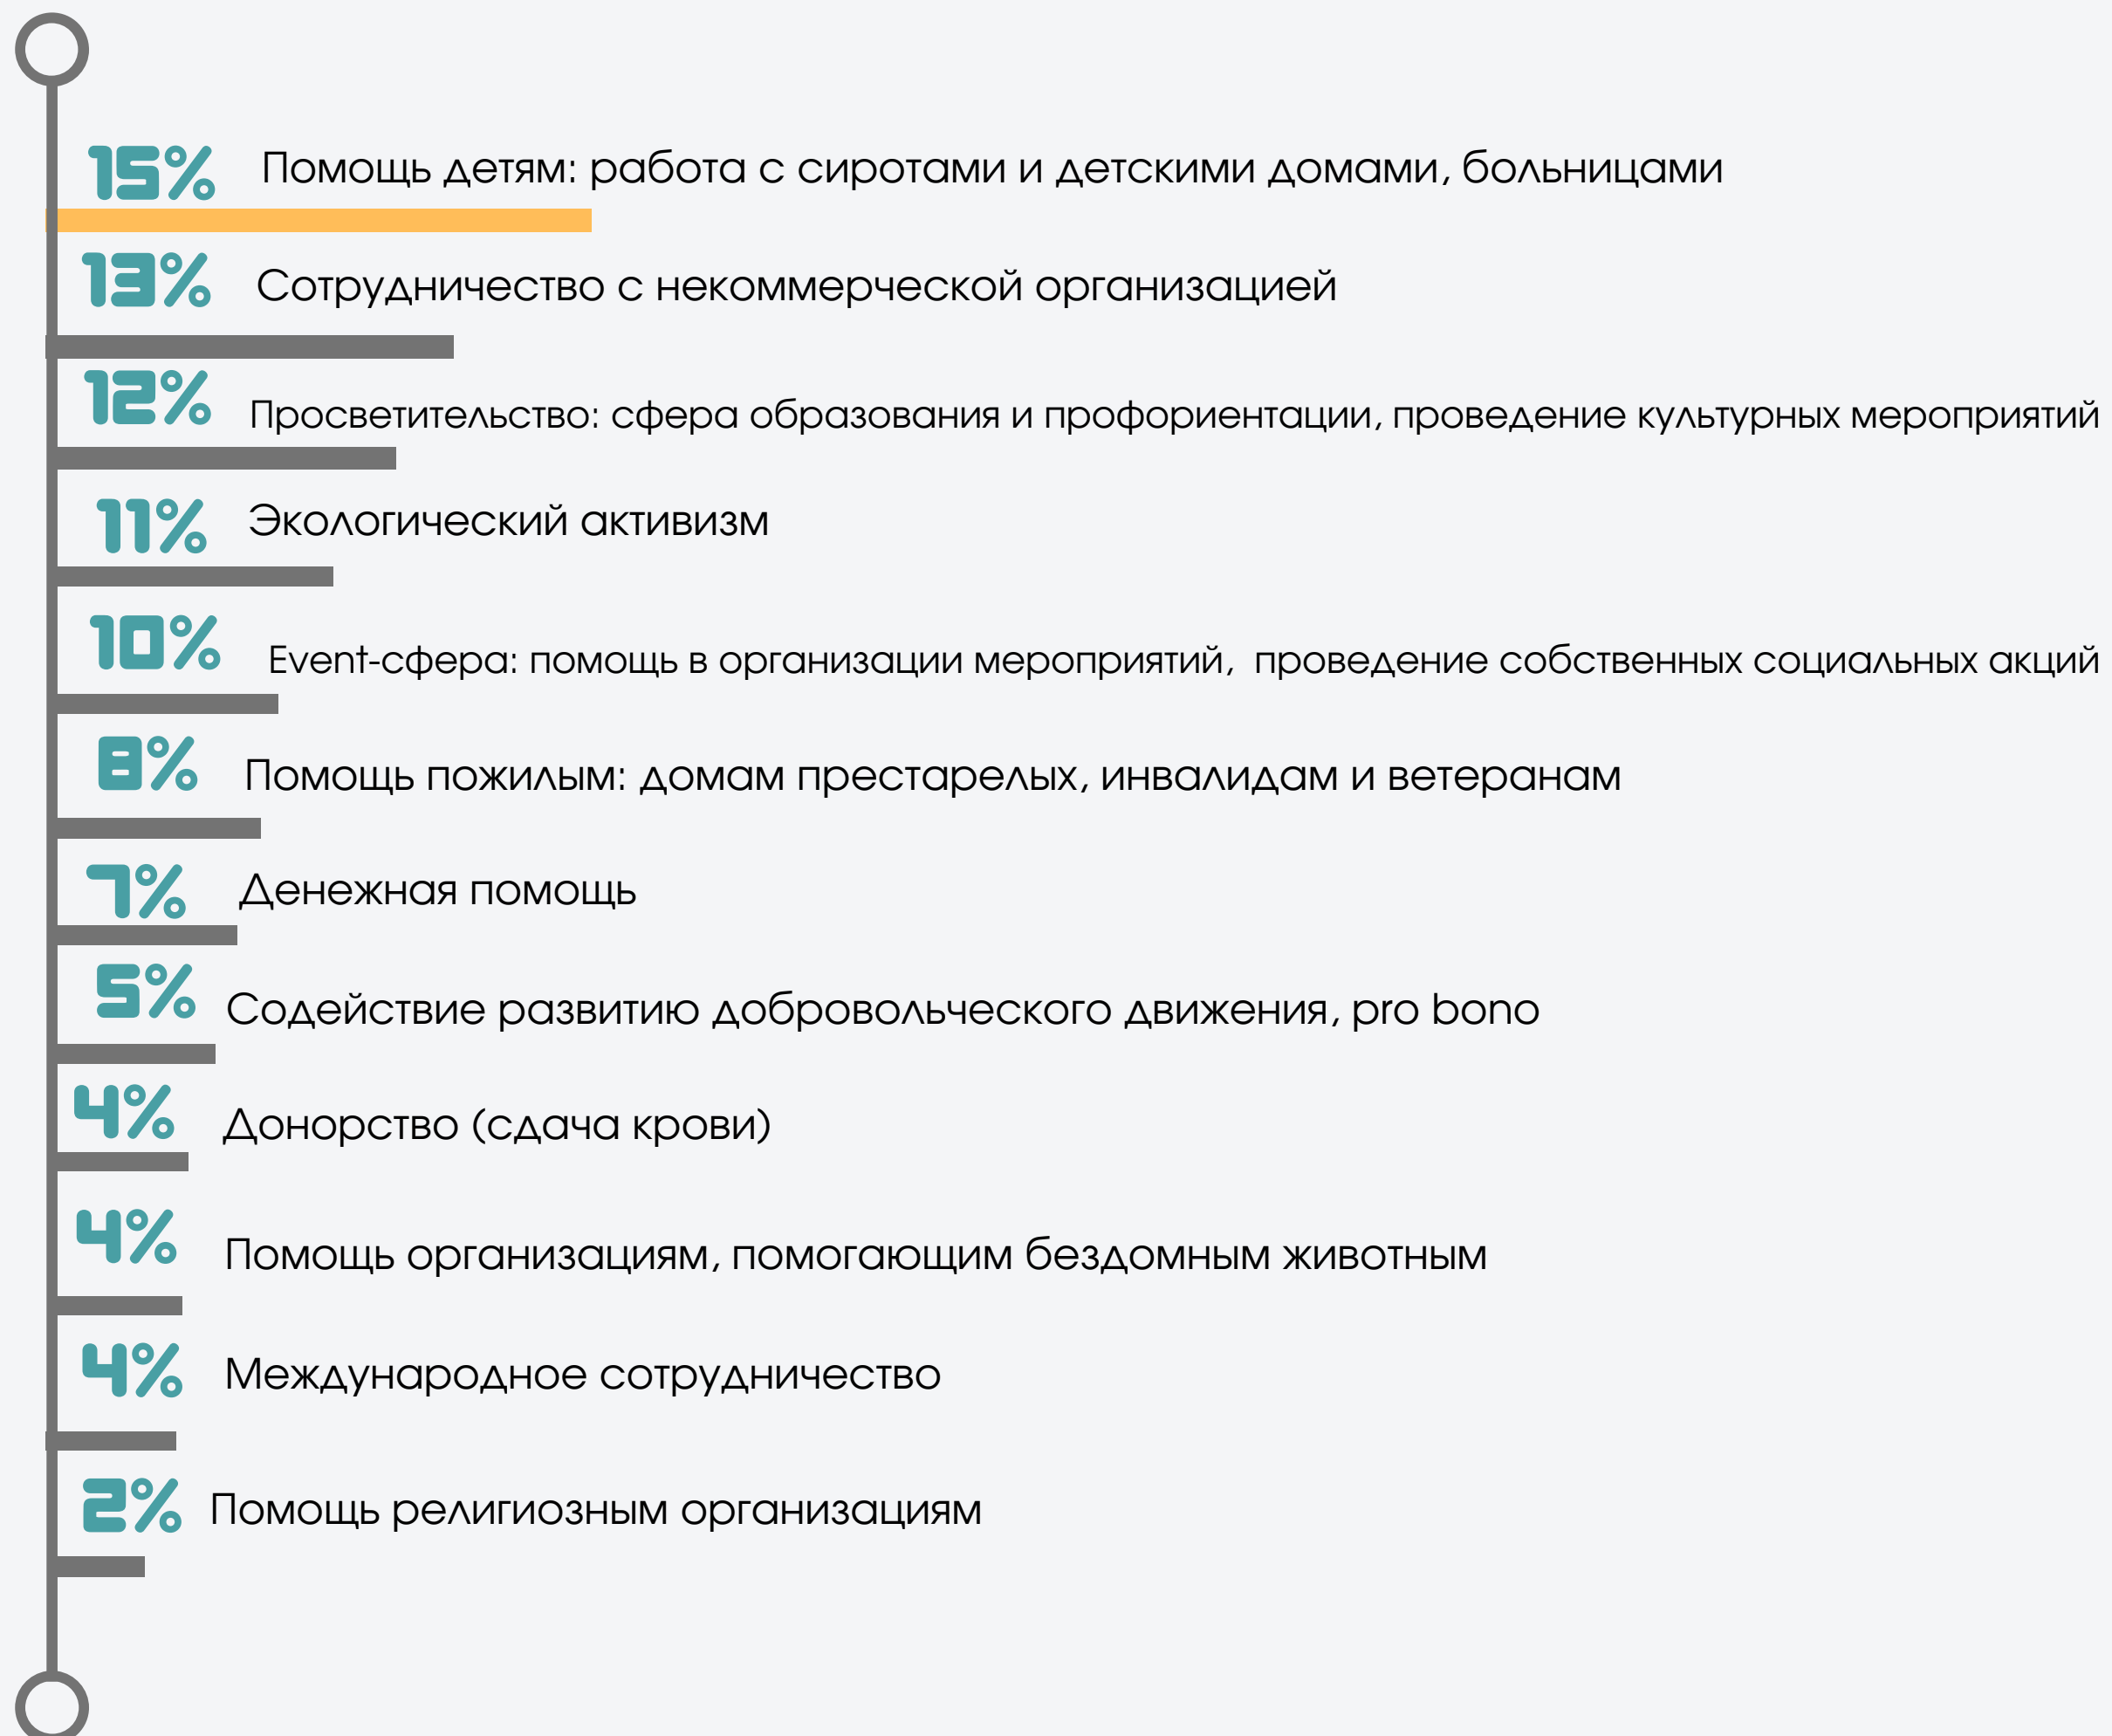 15% Помощь детям: работа с сиротами и детскими домами, больницами
13% Сотрудничество с некоммерческой организацией
12% Просветительство: сфера образования и профориентации, проведение культурных мероприятий
11% Экологический активизм
10% Event-сфера: помощь в организации мероприятий, проведение собственных социальных акций
8% Помощь пожилым: домам престарелых, инвалидам и ветеранам
7% Денежная помощь
5% Содействие развитию добровольческого движения, pro bono
4% Донорство (сдача крови)
4% Помощь организациям, помогающим бездомным животным
4% Международное сотрудничество
2% Помощь религиозным организациям